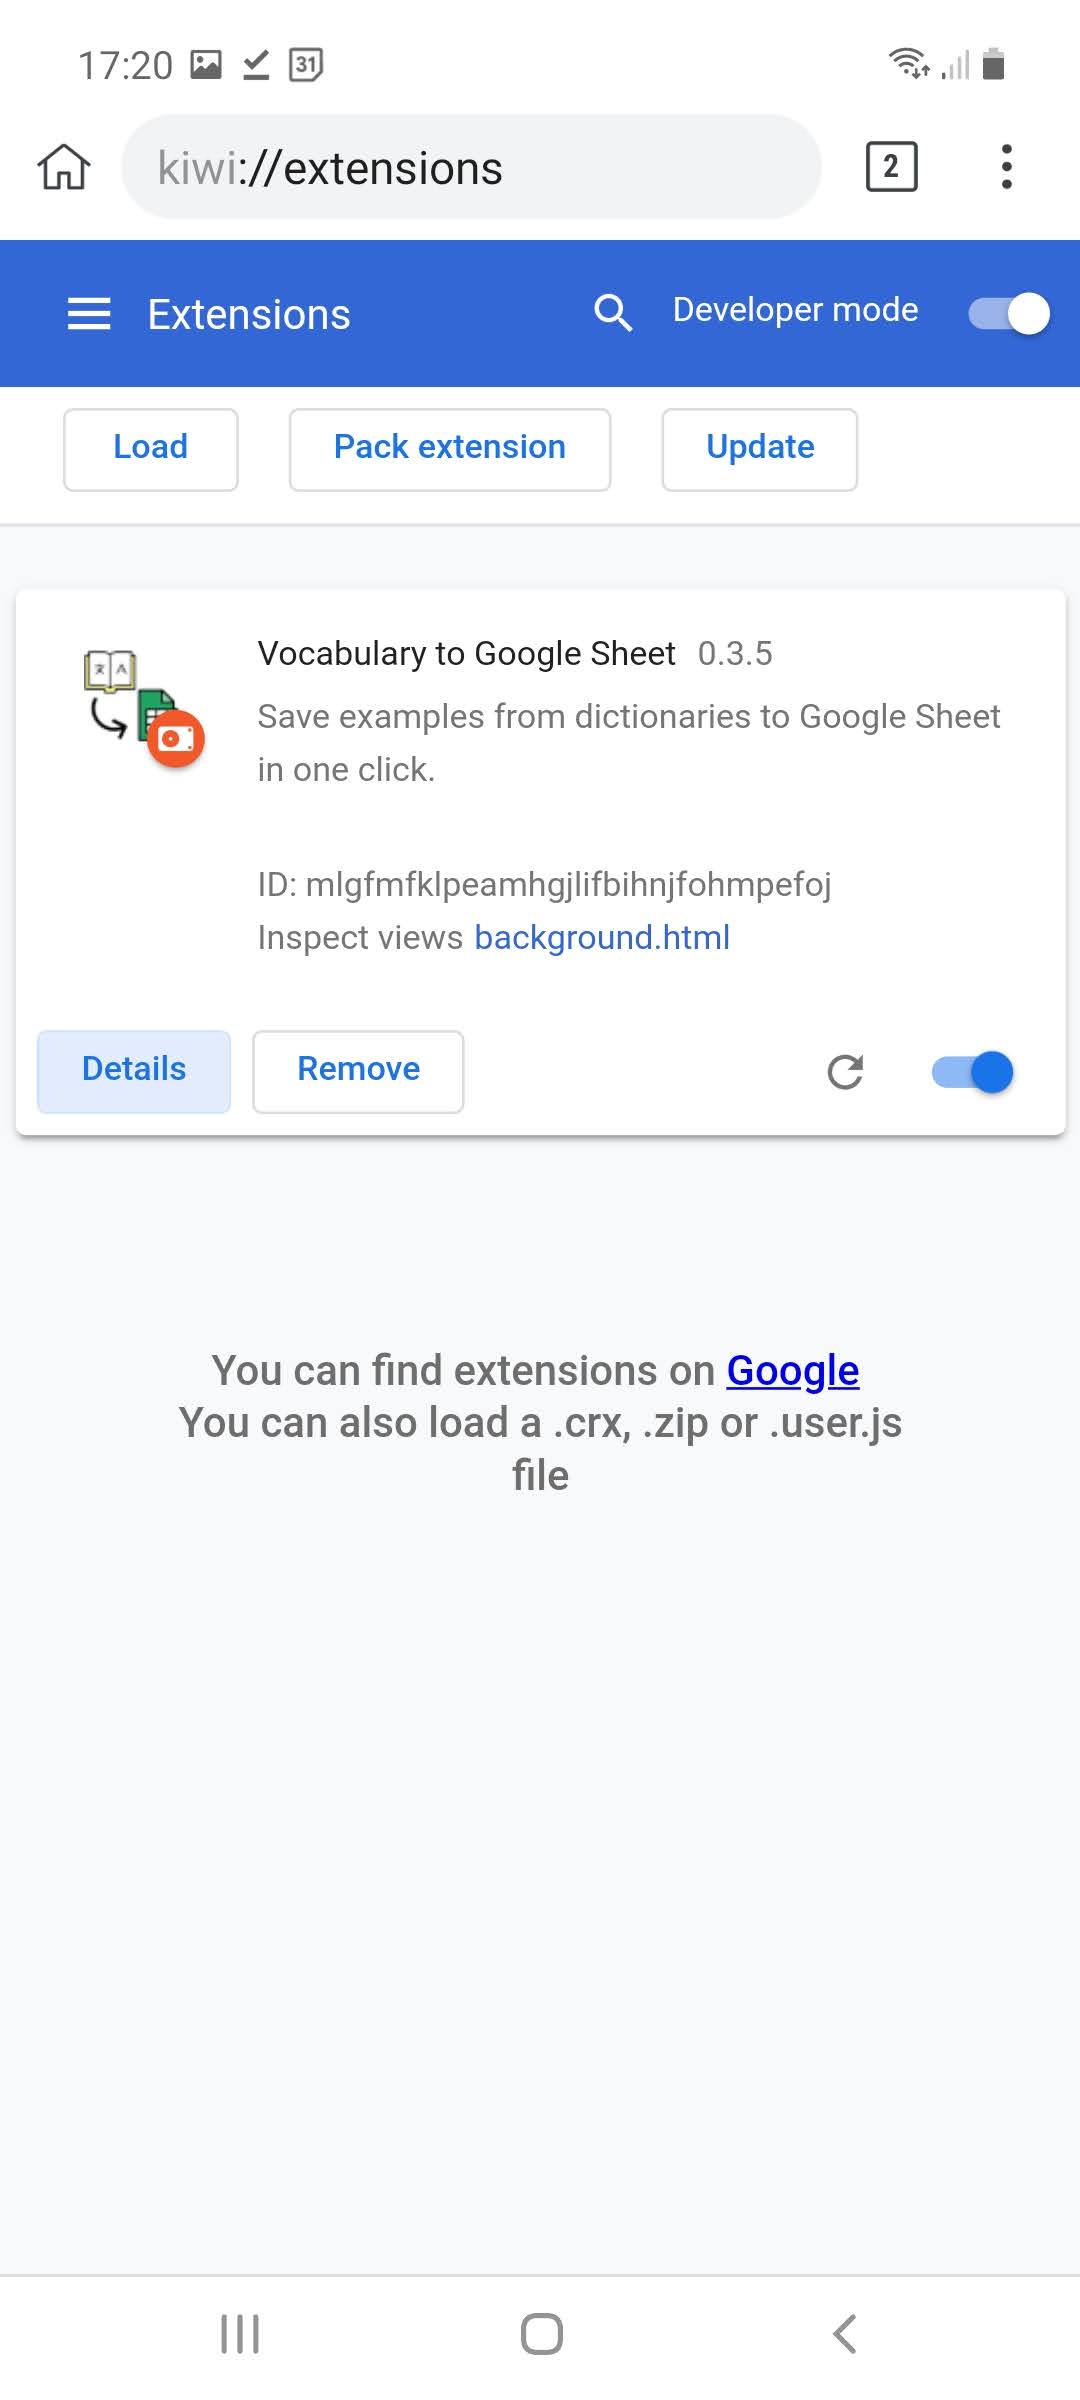 17:20 31
kiwi://extensions 2
Extensions Developer mode
Load Pack extension Update
Vocabulary to Google Sheet 0.3.5
Save examples from dictionaries to Google Sheet
in one click.
ID: mlgfmfklpeamhgjlifbihnjfohmpefoj
Inspect views background.html
Details Remove
You can find extensions on Google
You can also load a .crx, .zip or .user.js
file